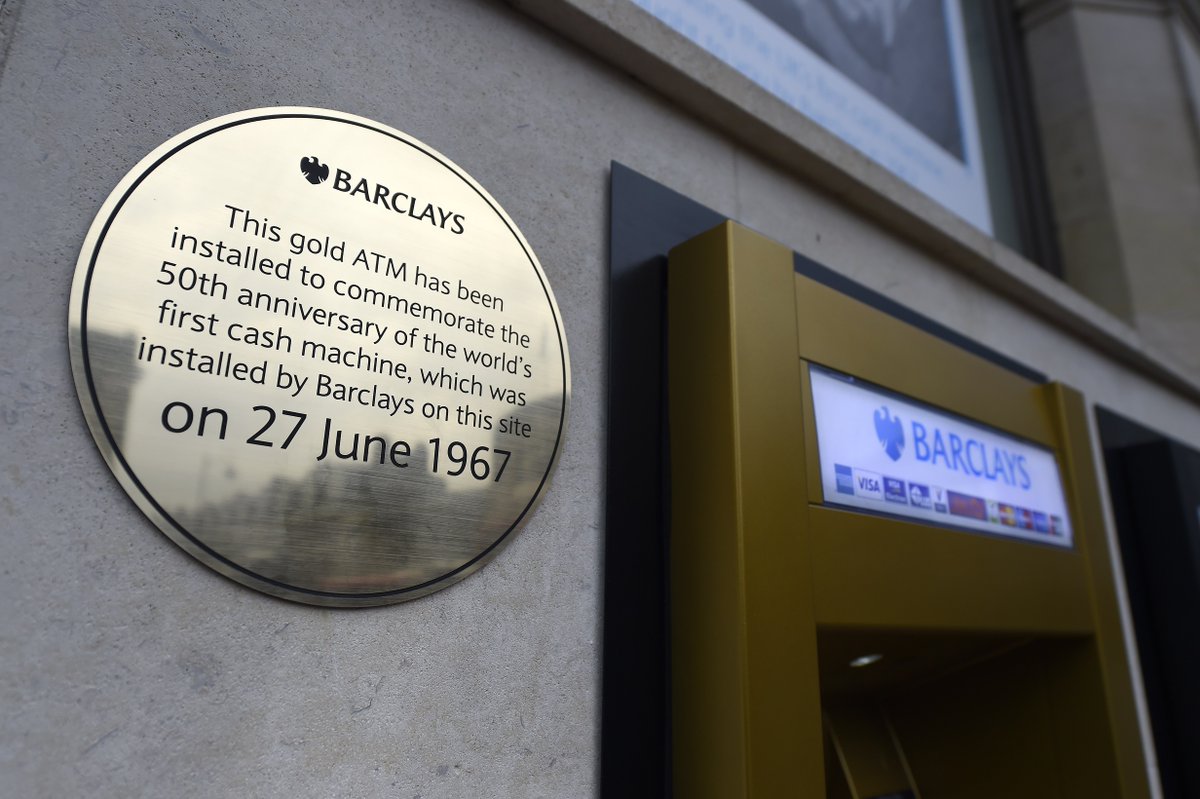 BARCLAYS
This gold ATM has been
installed to commemorate the
50th anniversary of the world's
first cash machine, which was
installed by Barclays on this site
on 27 June 1967
BARCLAYS
VISA